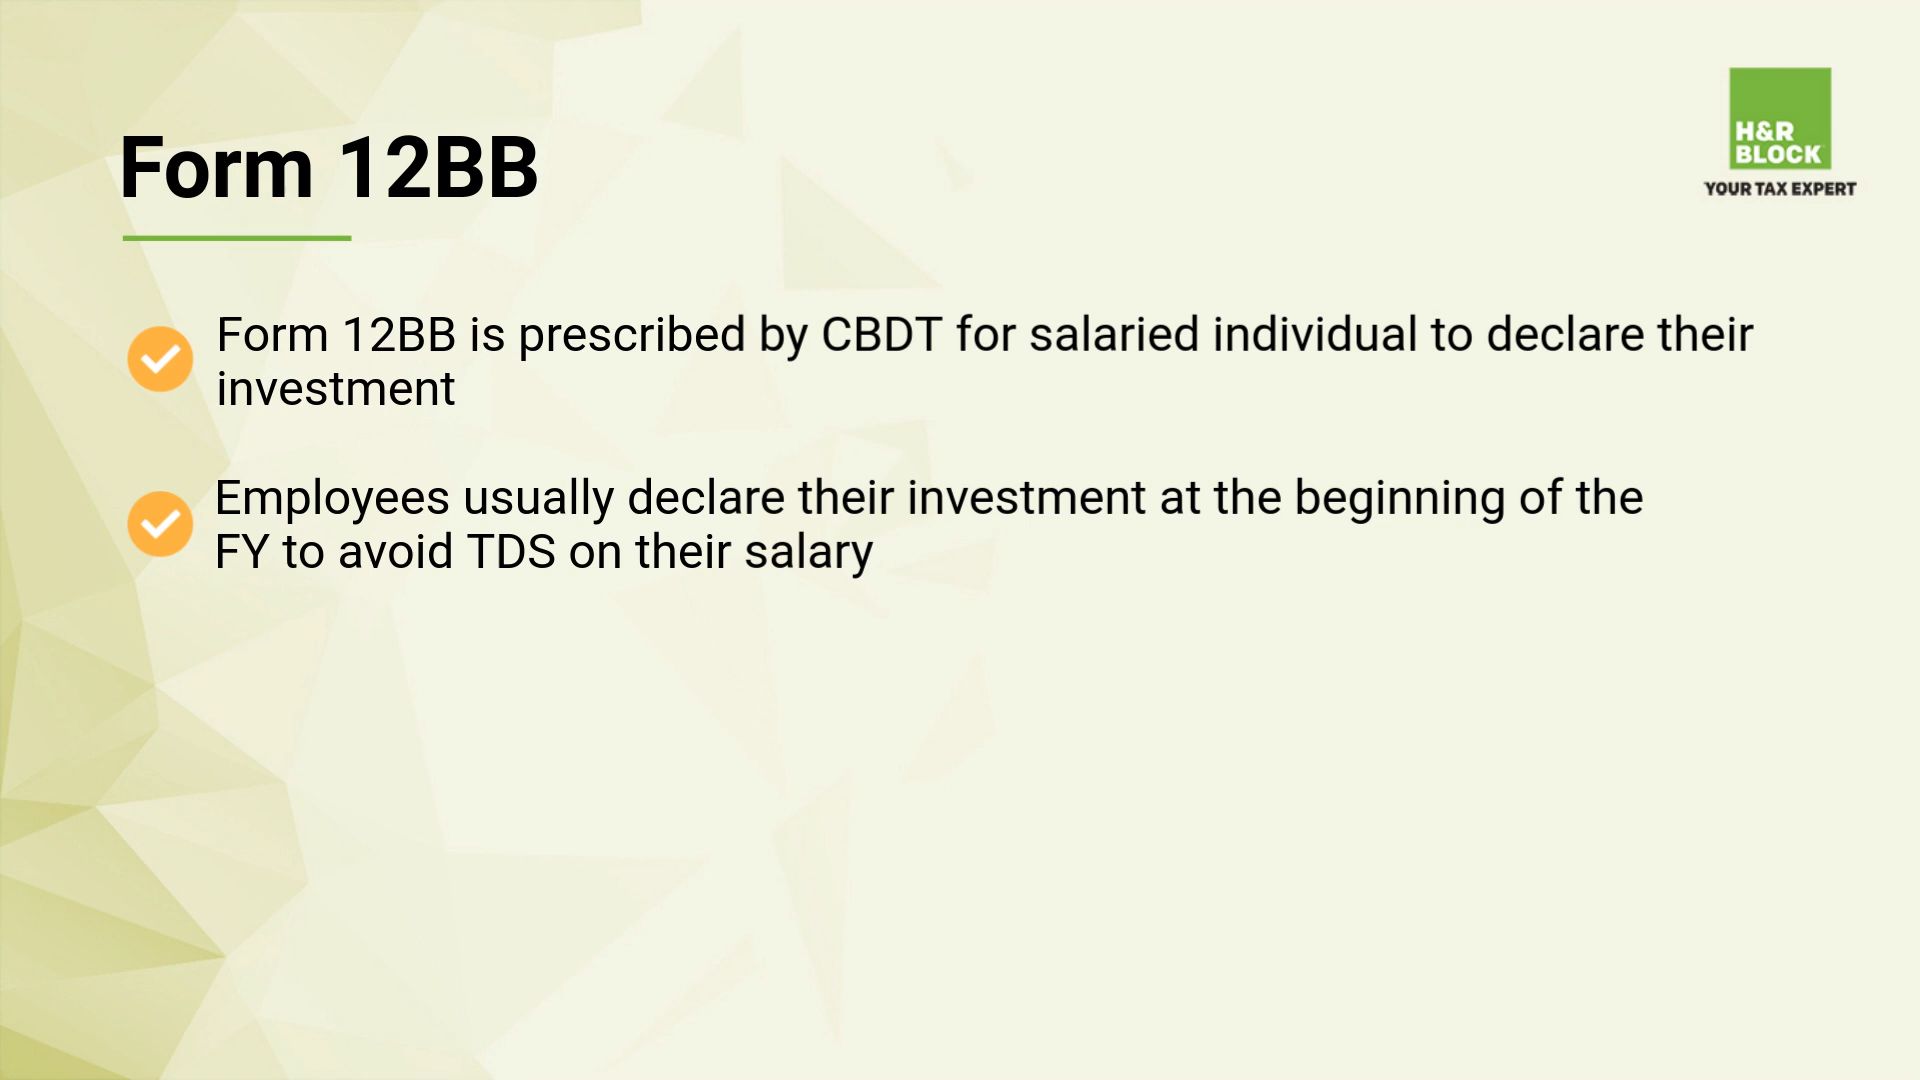 H&R
BLOCK
YOUR TAX EXPERT
Form 12BB
Form 12BB is prescribed by CBDT for salaried individual to declare their
investment
Employees usually declare their investment at the beginning of the
FY to avoid TDS on their salary